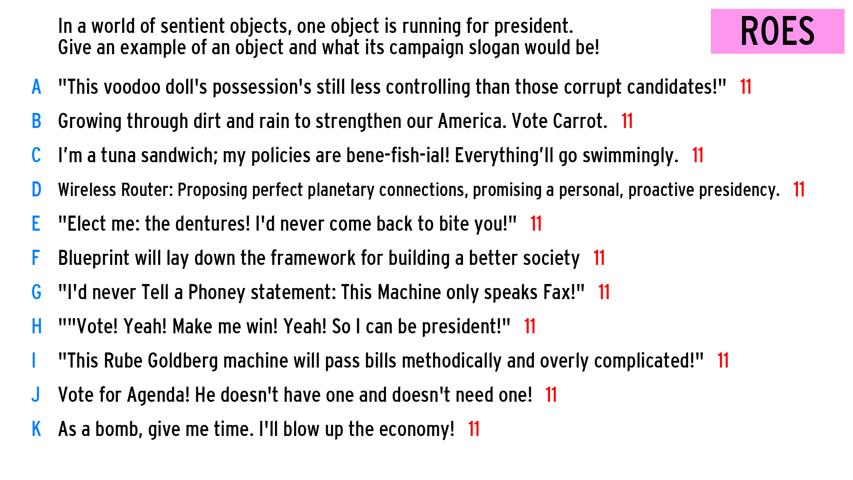 In a world of sentient objects, one object is running for president.
Give an example of an object and what its campaign slogan would be!
ROES
A "This voodoo doll's possession's still less controlling than those corrupt candidates!" 11
B Growing through dirt and rain to strengthen our America. Vote Carrot. 11
C I'm a tuna sandwich; my policies are bene-fish-ial! Everything'll go swimmingly. 11
D Wireless Router: Proposing perfect planetary connections, promising a personal, proactive presidency. 11
E "Elect me: the dentures! I'd never come back to bite you!" 11
F Blueprint will lay down the framework for building a better society 11
G "I'd never Tell a Phoney statement: This Machine only speaks Fax!" 11
H ""Vote! Yeah! Make me win! Yeah! So I can be president!" 11
I "This Rube Goldberg machine will pass bills methodically and overly complicated!" 11
J Vote for Agenda! He doesn't have one and doesn't need one! 11
K As a bomb, give me time. I'll blow up the economy! 11